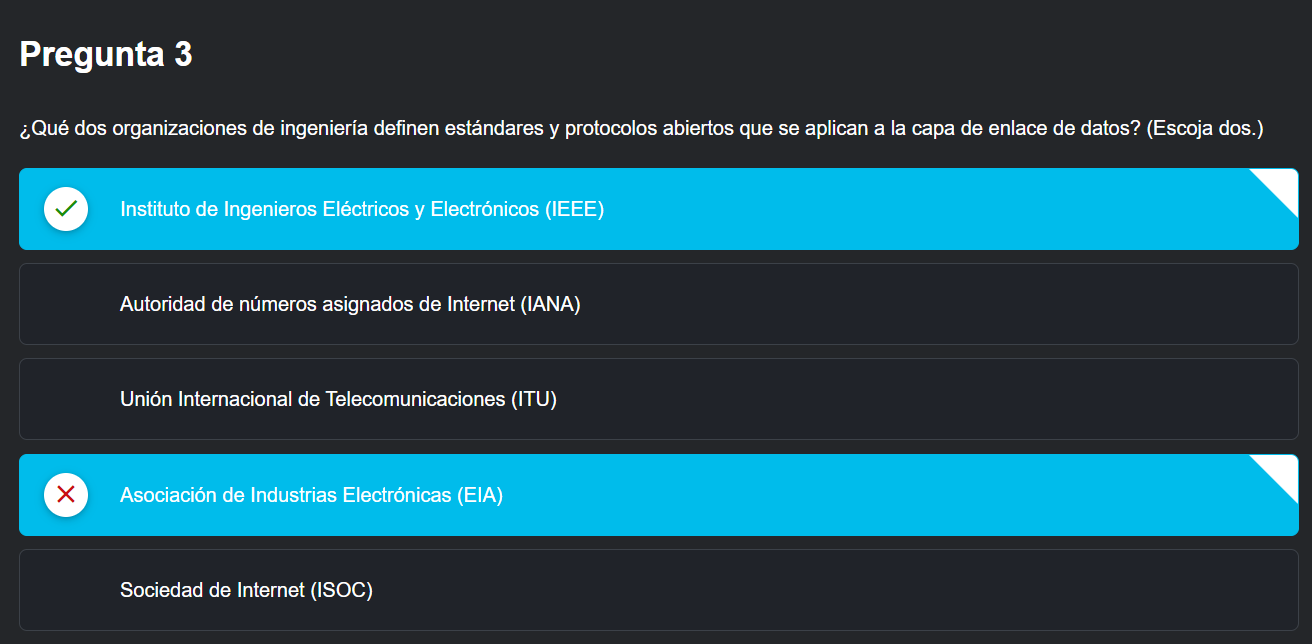 Pregunta 3
¿Qué dos organizaciones de ingeniería definen estándares y protocolos abiertos que se aplican a la capa de enlace de datos? (Escoja dos.)
Instituto de Ingenieros Eléctricos y Electrónicos (IEEE)
Autoridad de números asignados de Internet (IANA)
Unión Internacional de Telecomunicaciones (ITU)
Asociación de Industrias Electrónicas (EIA)
Sociedad de Internet (ISOC)